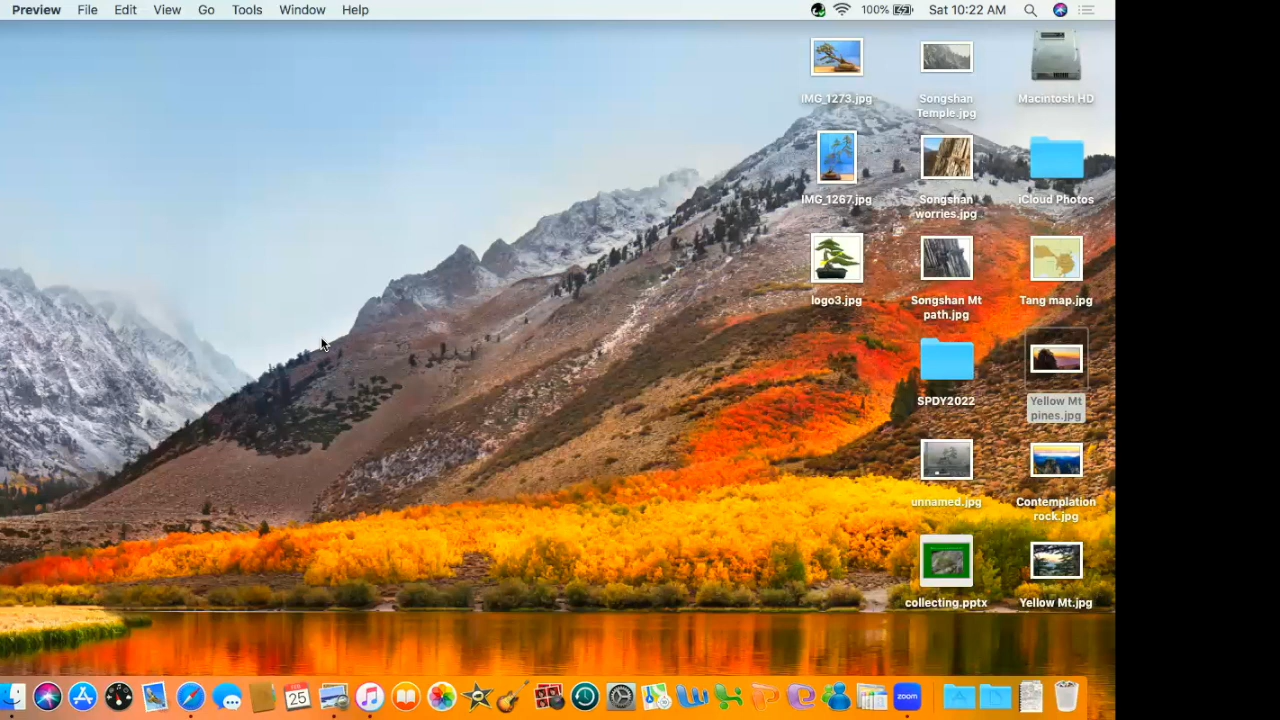 Preview File Edit View Go Tools Window Help 100% Sat 10:22 AM
IMG_1273.jpg
Songshan
Temple.jpg
Macintosh HD
IMG_1267.jpg
Songshan
worries.jpg
iCloud Photos
logo3.jpg
Songshan Mt
path.jpg
Tang map.jpg
SPDY2022
Yellow Mt
pines.jpg
unnamed.jpg
Contemplation
rock.jpg
collecting.pptx
Yellow Mt.jpg
25
zoom